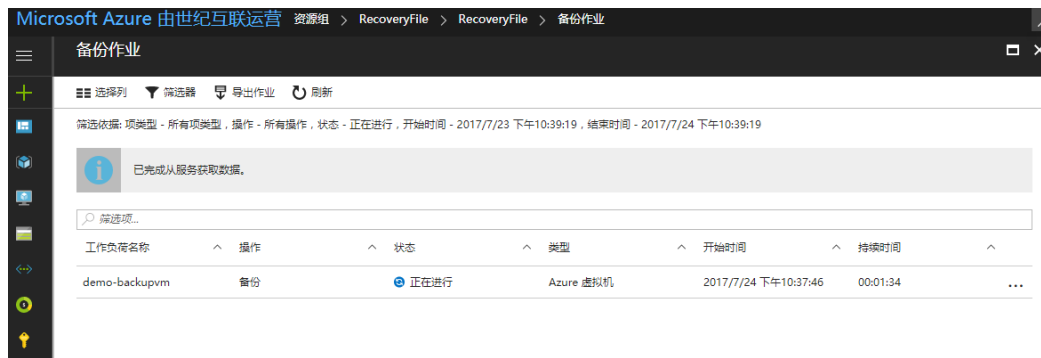 Microsoft Azure 由世纪互联运营 资源组 > RecoveryFile > RecoveryFile > 备份作业
备份作业
选择列 筛选器 导出作业 刷新
筛选依据: 项类型 - 所有项类型，操作 - 所有操作，状态 - 正在进行，开始时间 - 2017/7/23 下午10:39:19，结束时间 - 2017/7/24 下午10:39:19
已完成从服务获取数据。
筛选项...
工作负荷名称 操作 状态 类型 开始时间 持续时间
demo-backupvm 备份 正在进行 Azure 虚拟机 2017/7/24 下午10:37:46 00:01:34 ...